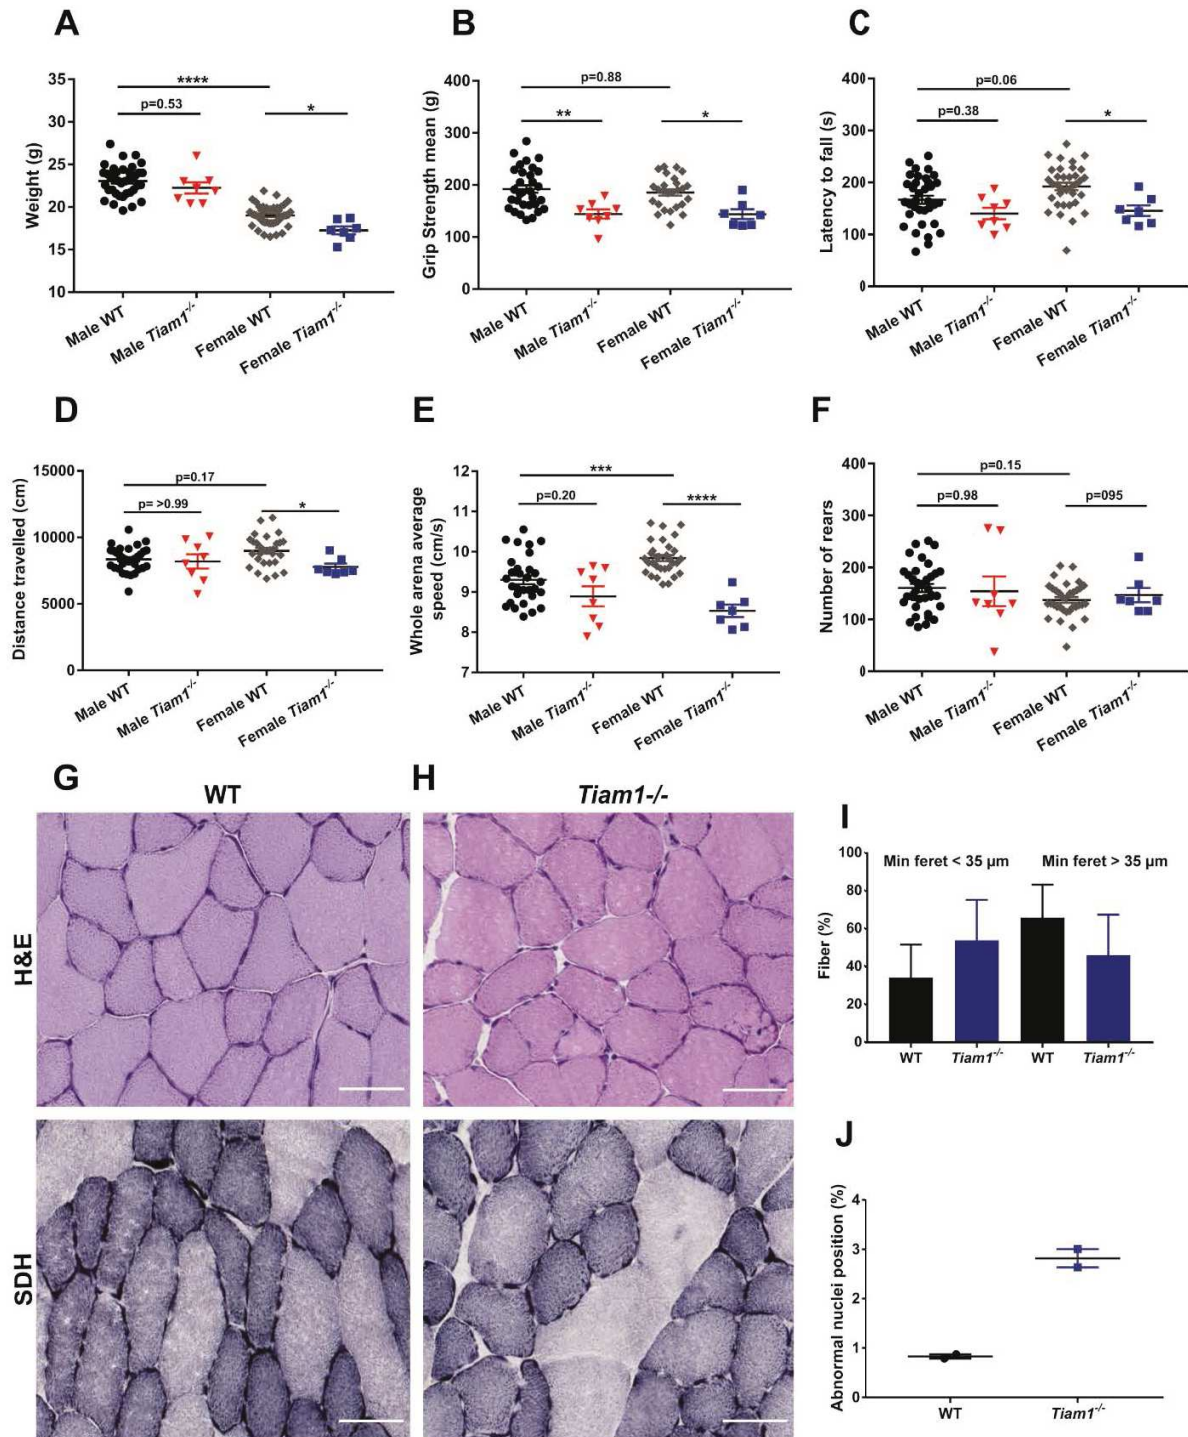 A
Weight (g)
35
30
25
20
15
10
****
p=0.53
*
Male WT
Male Tiam1-/-
Female WT
Female Tiam1-/-
B
Grip Strength mean (g)
400
300
200
100
0
p=0.88
**
*
Male WT
Male Tiam1-/-
Female WT
Female Tiam1-/-
C
Latency to fall (s)
400
300
200
100
0
p=0.06
p=0.38
*
Male WT
Male Tiam1-/-
Female WT
Female Tiam1-/-
D
Distance travelled (cm)
15000
10000
5000
0
p=0.17
p= >0.99
*
Male WT
Male Tiam1-/-
Female WT
Female Tiam1-/-
E
Whole arena average
speed (cm/s)
12
11
10
9
8
7
***
p=0.20
****
Male WT
Male Tiam1-/-
Female WT
Female Tiam1-/-
F
Number of rears
400
300
200
100
0
p=0.15
p=0.98
p=095
Male WT
Male Tiam1-/-
Female WT
Female Tiam1-/-
G
WT
H
Tiam1-/-
H&E
SDH
I
Fiber (%)
100
80
60
40
20
0
Min feret < 35 µm
Min feret > 35 µm
WT
Tiam1-/-
WT
Tiam1-/-
J
Abnormal nuclei position (%)
4
3
2
1
0
WT
Tiam1-/-